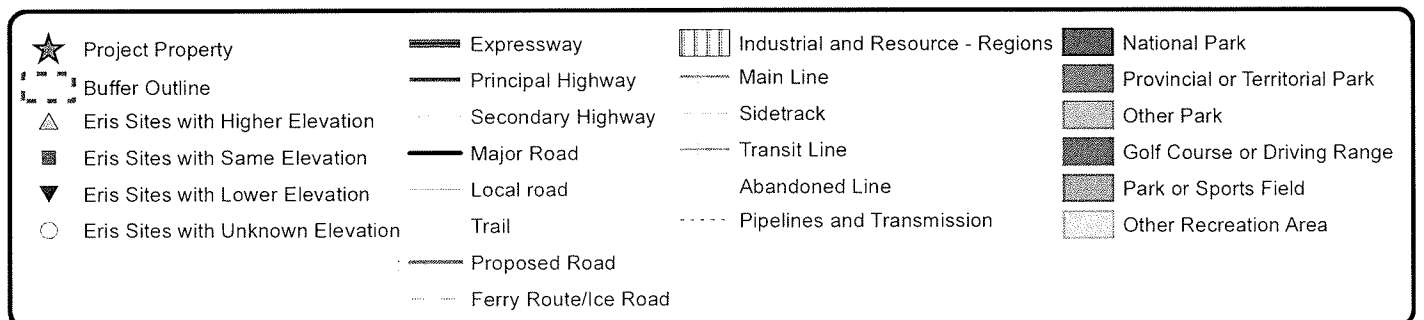 Project Property
Buffer Outline
Eris Sites with Higher Elevation
Eris Sites with Same Elevation
Eris Sites with Lower Elevation
Eris Sites with Unknown Elevation
Expressway
Principal Highway
Secondary Highway
Major Road
Local road
Trail
Proposed Road
Ferry Route/Ice Road
Industrial and Resource - Regions
Main Line
Sidetrack
Transit Line
Abandoned Line
Pipelines and Transmission
National Park
Provincial or Territorial Park
Other Park
Golf Course or Driving Range
Park or Sports Field
Other Recreation Area